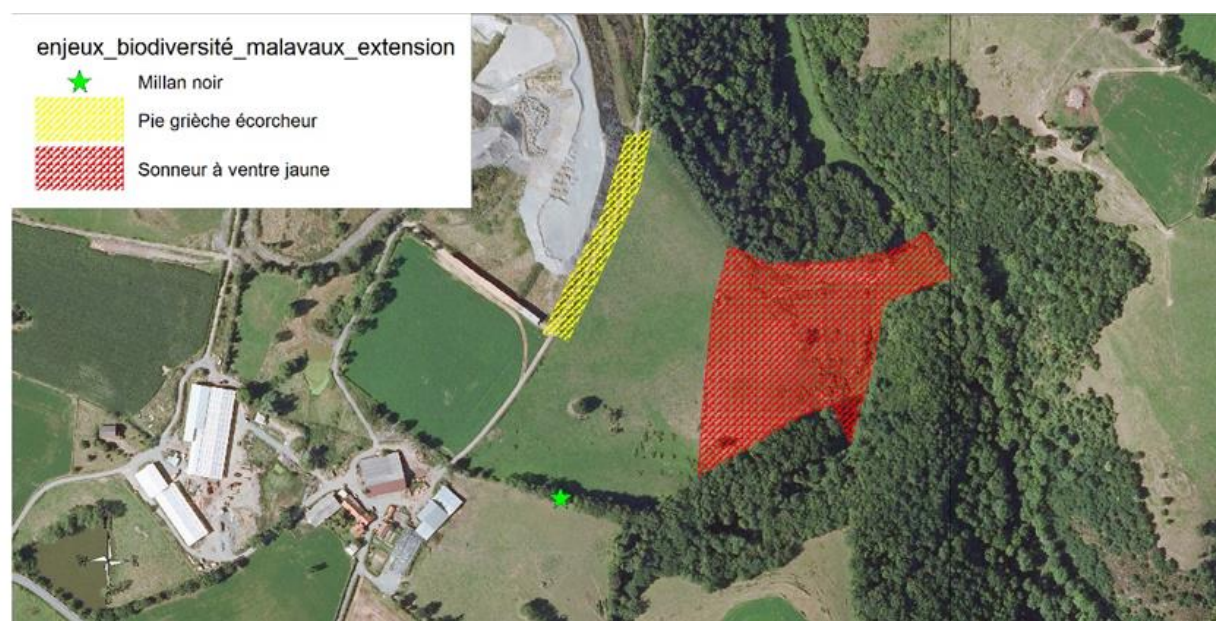 enjeux_biodiversité_malavaux_extension
Millan noir
Pie grièche écorcheur
Sonneur à ventre jaune